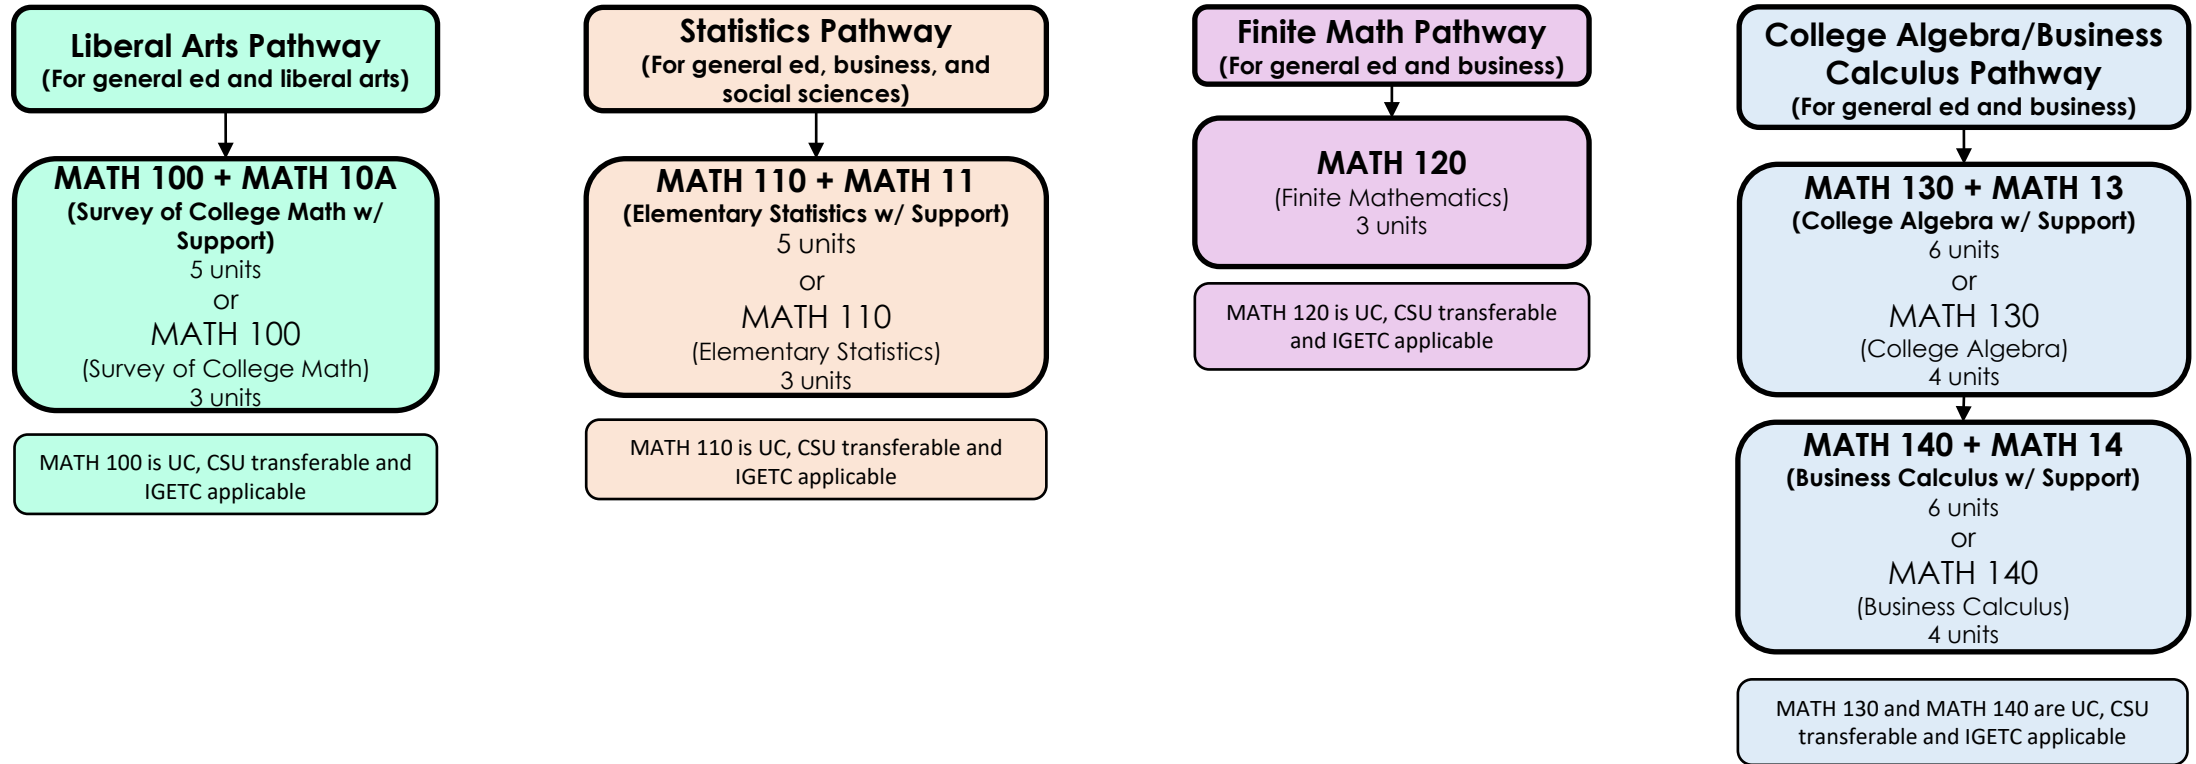 Liberal Arts Pathway
(For general ed and liberal arts)
MATH 100 + MATH 10A
(Survey of College Math w/
Support)
5 units
or
MATH 100
(Survey of College Math)
3 units
MATH 100 is UC, CSU transferable and
IGETC applicable
Statistics Pathway
(For general ed, business, and
social sciences)
MATH 110 + MATH 11
(Elementary Statistics w/ Support)
5 units
or
MATH 110
(Elementary Statistics)
3 units
MATH 110 is UC, CSU transferable and
IGETC applicable
Finite Math Pathway
(For general ed and business)
MATH 120
(Finite Mathematics)
3 units
MATH 120 is UC, CSU transferable
and IGETC applicable
College Algebra/Business
Calculus Pathway
(For general ed and business)
MATH 130 + MATH 13
(College Algebra w/ Support)
6 units
or
MATH 130
(College Algebra)
4 units
MATH 140 + MATH 14
(Business Calculus w/ Support)
6 units
or
MATH 140
(Business Calculus)
4 units
MATH 130 and MATH 140 are UC, CSU
transferable and IGETC applicable